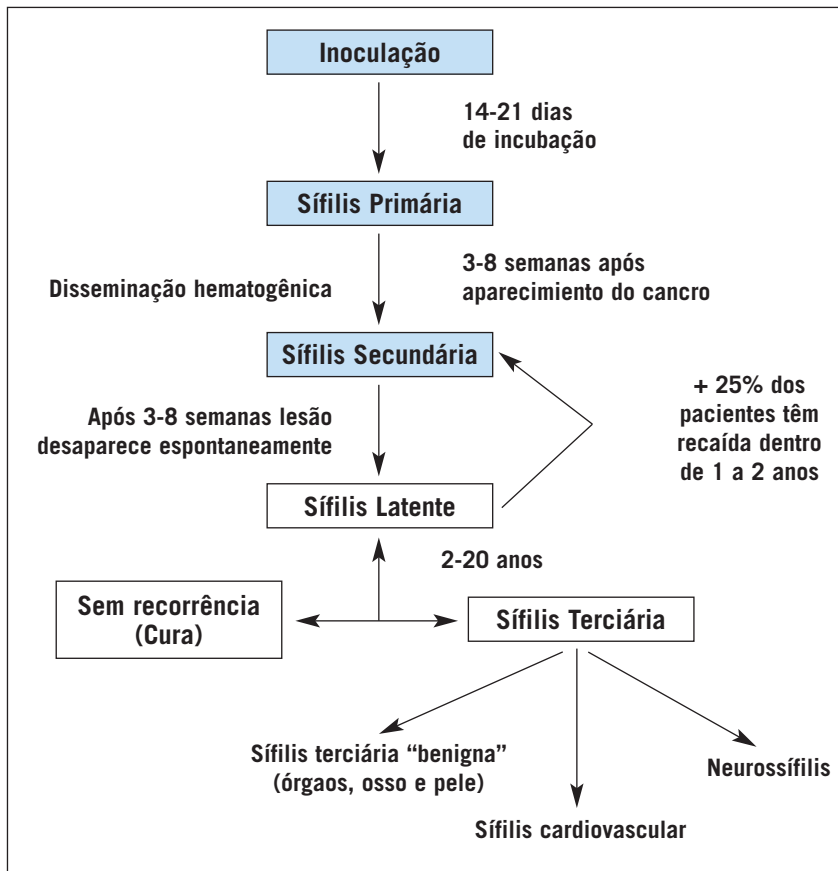 Inoculação
14-21 dias
de incubação
Sífilis Primária
Disseminação hematogênica
3-8 semanas após
aparecimento do cancro
Sífilis Secundária
Após 3-8 semanas lesão
desaparece espontaneamente
+ 25% dos
pacientes têm
recaída dentro
de 1 a 2 anos
Sífilis Latente
2-20 anos
Sem recorrência
(Cura)
Sífilis Terciária
Sífilis terciária “benigna”
(órgaos, osso e pele)
Neurossífilis
Sífilis cardiovascular